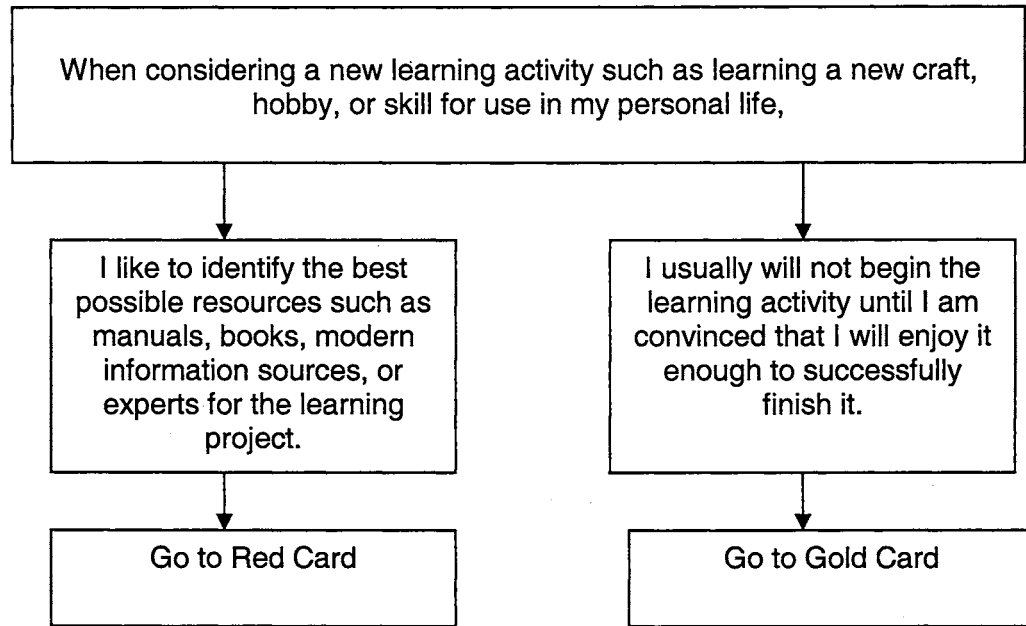 When considering a new learning activity such as learning a new craft,
hobby, or skill for use in my personal life,
I like to identify the best
possible resources such as
manuals, books, modern
information sources, or
experts for the learning
project.
I usually will not begin the
learning activity until I am
convinced that I will enjoy it
enough to successfully
finish it.
Go to Red Card
Go to Gold Card